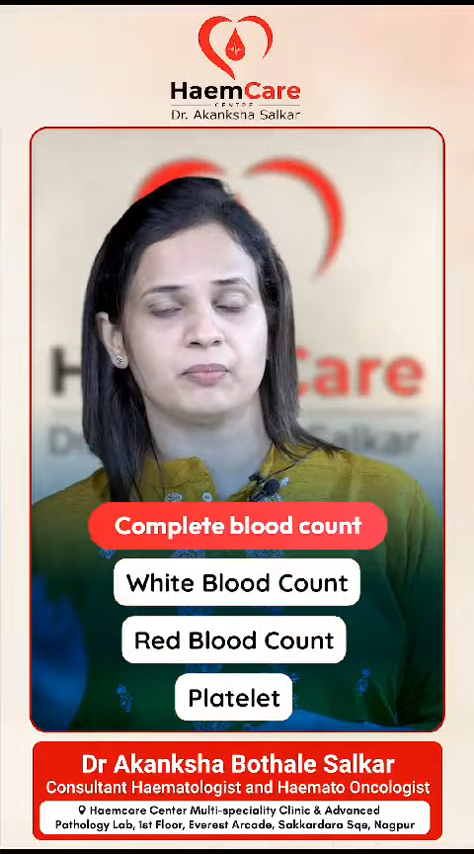 HaemCare
CENTRE
Dr. Akanksha Salkar
Care
Salkar
Complete blood count
White Blood Count
Red Blood Count
Platelet
Dr Akanksha Bothale Salkar
Consultant Haematologist and Haemato Oncologist
Haemcare Center Multi-speciality Clinic & Advanced
Pathology Lab, 1st Floor, Everest Arcade, Sakkardara Sqe, Nagpur